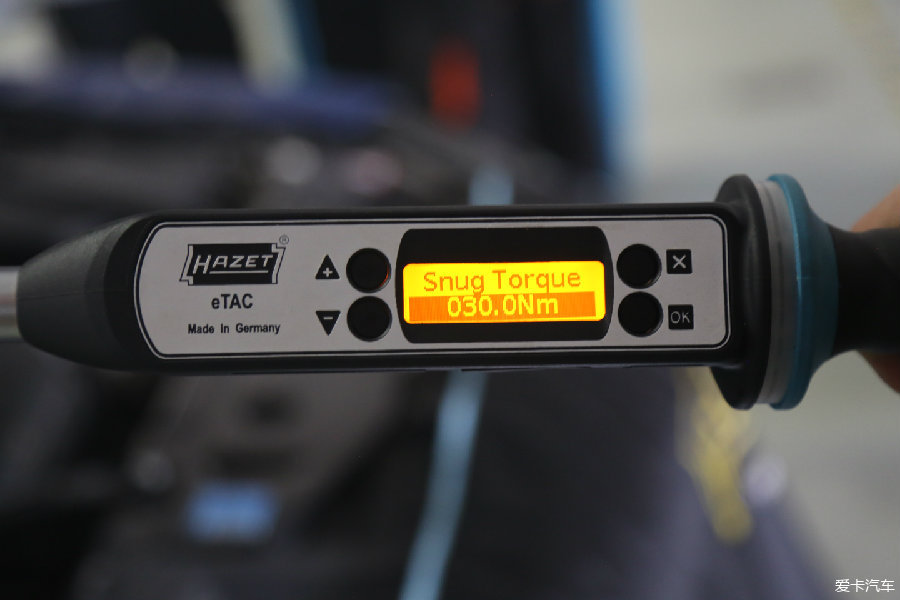 HAZET®
eTAC
Made In Germany
+
-
Snug Torque
030.0Nm
X
OK
爱卡汽车